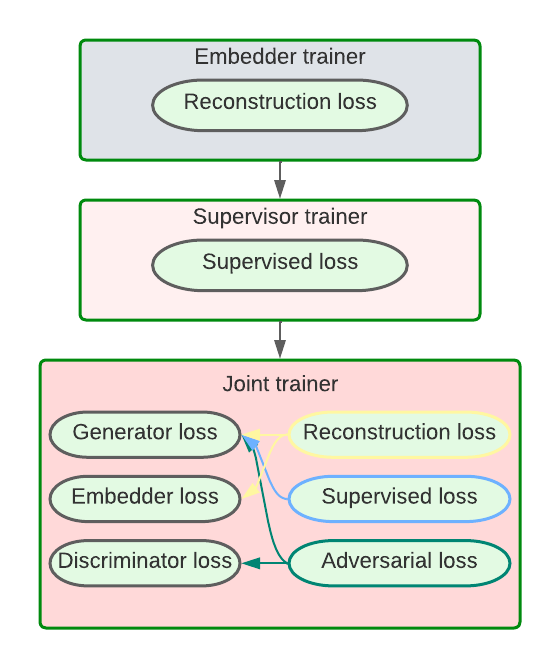 Embedder trainer
Reconstruction loss
Supervisor trainer
Supervised loss
Joint trainer
Generator loss
Reconstruction loss
Embedder loss
Supervised loss
Discriminator loss
Adversarial loss